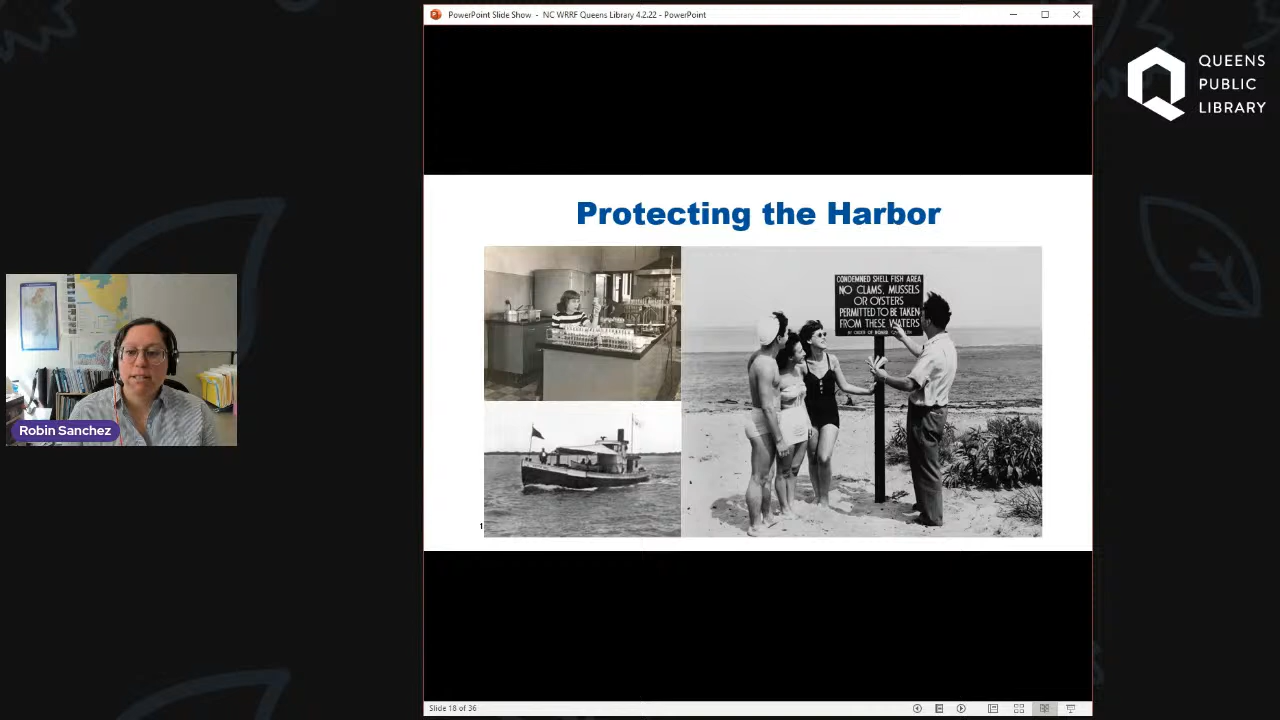 PowerPoint Slide Show - NC WRRF Queens Library 4.2.22 - PowerPoint
QUEENS
PUBLIC
LIBRARY
Protecting the Harbor
CONDEMNED SHELL FISH AREA
NO CLAMS, MUSSELS
OR OYSTERS
PERMITTED TO BE TAKEN
FROM THESE WATERS
Robin Sanchez
1
Slide 18 of 36